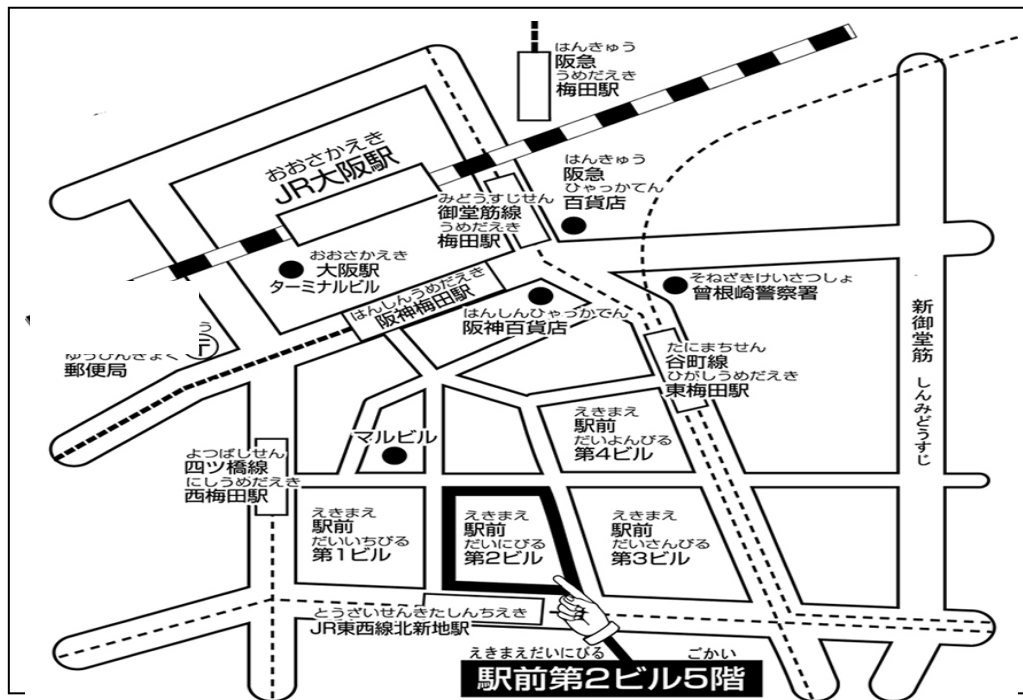 はんきゅう
阪急
うめだえき
梅田駅
おおさかえき
JR大阪駅
はんきゅう
阪急
ひゃっかてん
百貨店
みどうすじせん
御堂筋線
うめだえき
梅田駅
おおさかえき
大阪駅
ターミナルビル
はんしんうめだえき
阪神梅田駅
はんしんひゃっかてん
阪神百貨店
そねざきけいさつしょ
曾根崎警察署
新御堂筋 しんみどうすじ
う
〒
ゆうびんきょく
郵便局
たにまちせん
谷町線
ひがしうめだえき
東梅田駅
マルビル
えきまえ
駅前
だいよんびる
第4ビル
よつばしせん
四ツ橋線
にしうめだえき
西梅田駅
えきまえ
駅前
だいいちびる
第1ビル
えきまえ
駅前
だいにびる
第2ビル
えきまえ
駅前
だいさんびる
第3ビル
とうざいせんきたしんちえき
JR東西線北新地駅
えきまえだいにびる ごかい
駅前第2ビル5階